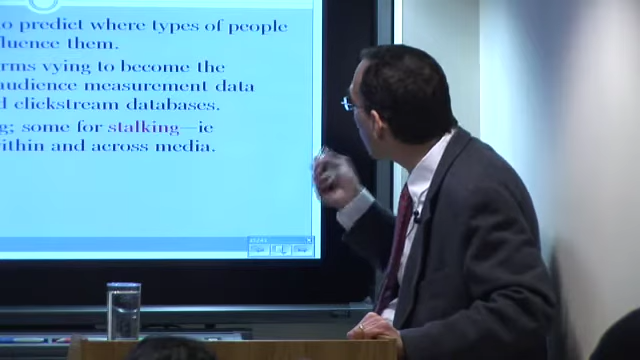 o predict where types of people
fluence them.
rms vying to become the
audience measurement data
d clickstream databases.
g; some for stalking—ie
within and across media.